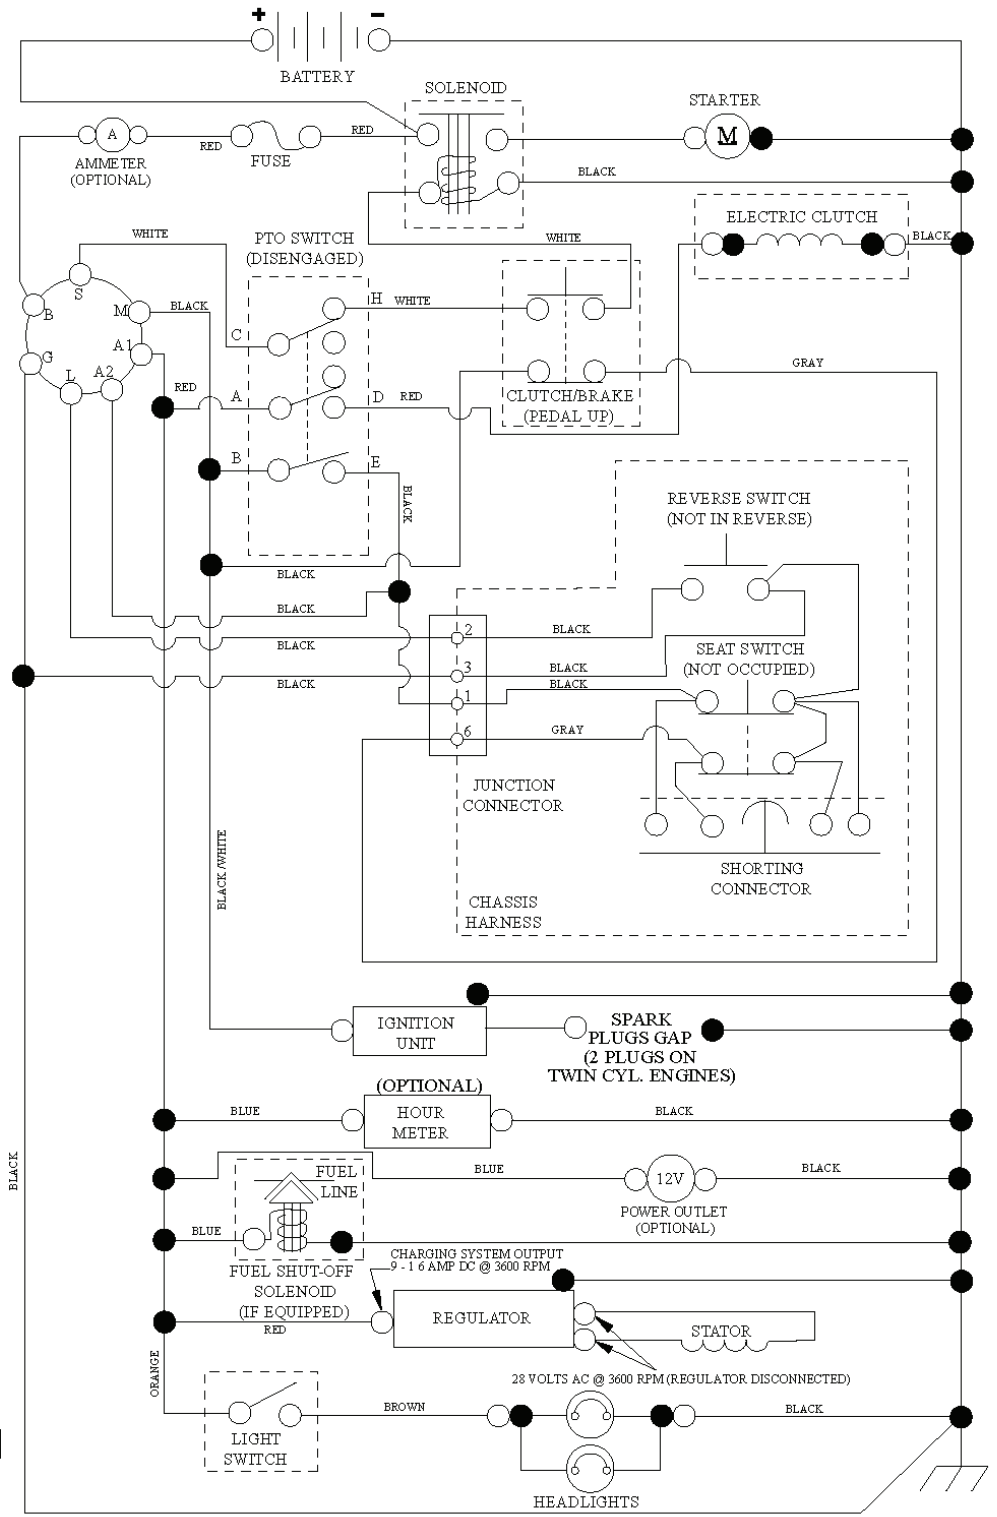 + -
BATTERY
SOLENOID
STARTER
A
RED
FUSE
RED
M
AMMETER
(OPTIONAL)
BLACK
ELECTRIC CLUTCH
WHITE
PTO SWITCH
(DISENGAGED)
WHITE
BLACK
S
B
M
BLACK
H
WHITE
C
G
A1
L
A2
RED
A
D
RED
CLUTCH/BRAKE
(PEDAL UP)
GRAY
B
E
BLACK
REVERSE SWITCH
(NOT IN REVERSE)
BLACK
BLACK
BLACK
2
BLACK
SEAT SWITCH
(NOT OCCUPIED)
3
BLACK
BLACK
BLACK
1
6
GRAY
JUNCTION
CONNECTOR
BLACK /WHITE
SHORTING
CONNECTOR
CHASSIS
HARNESS
IGNITION
UNIT
SPARK
PLUGS GAP
(2 PLUGS ON
TWIN CYL. ENGINES)
(OPTIONAL)
BLUE
HOUR
METER
BLACK
BLACK
FUEL
LINE
BLUE
12V
BLACK
POWER OUTLET
(OPTIONAL)
BLUE
CHARGING SYSTEM OUTPUT
9 - 1 6 AMP DC @ 3600 RPM
FUEL SHUT-OFF
SOLENOID
(IF EQUIPPED)
RED
REGULATOR
STATOR
ORANGE
28 VOLTS AC @ 3600 RPM (REGULATOR DISCONNECTED)
BROWN
BLACK
LIGHT
SWITCH
HEADLIGHTS